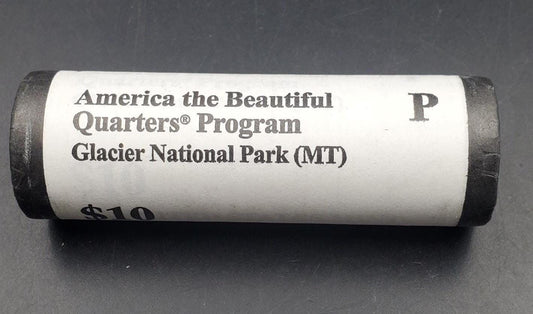 America the Beautiful P
Quarters® Program
Glacier National Park (MT)
$10